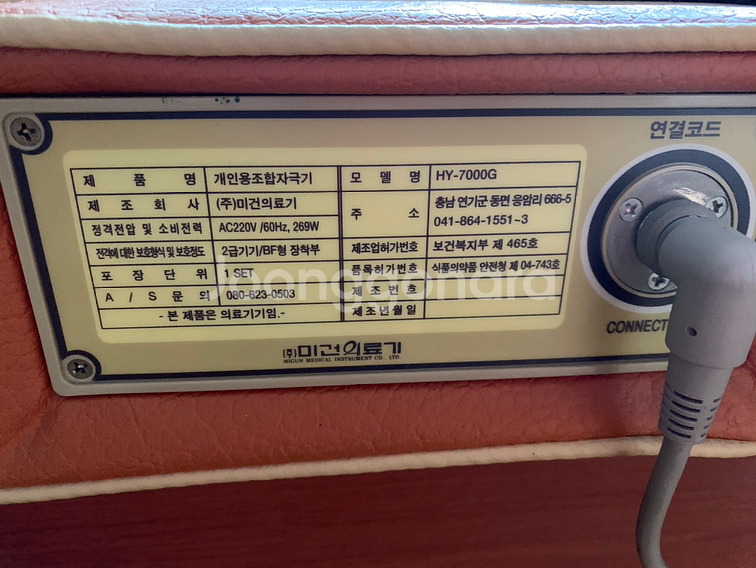 연결코드
제 품 명 개인용조합자극기 모 델 명 HY-7000G
제 조 회 사 (주)미건의료기 주 소 충남 연기군 동면 응암리 666-5
041-864-1551~3
정격전압 및 소비전력 AC220V /60Hz, 269W
전격에 대한 보호형식 및 보호정도 2급기기/BF형 장착부 제조업허가번호 보건복지부 제 465호
포 장 단 위 1 SET 품목허가번호 식품의약품 안전청 제 04-743호
A / S 문 의 080-623-0503 제 조 번 호
- 본 제품은 의료기기임.- 제조년월일
(주)미건의료기
MIGUN MEDICAL INSTRUMENT CO., LTD
CONNECT
Joonggonara